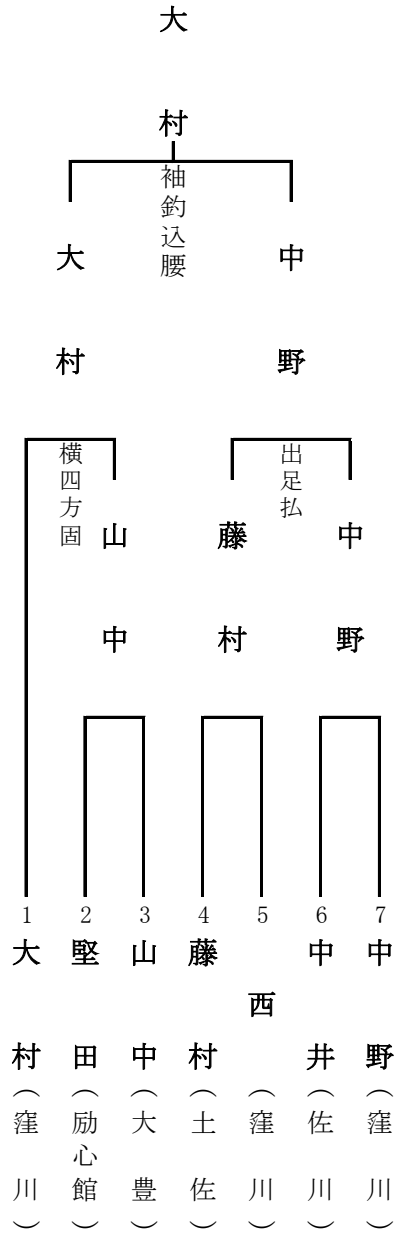 大村
袖釣込腰
大村
中野
横四方固
出足払
山中
藤村
中野
1
2
3
4
5
6
7
大村（窪川）
堅田（励心館）
山中（大豊）
藤村（土佐）
西（窪川）
中井（佐川）
中野（窪川）